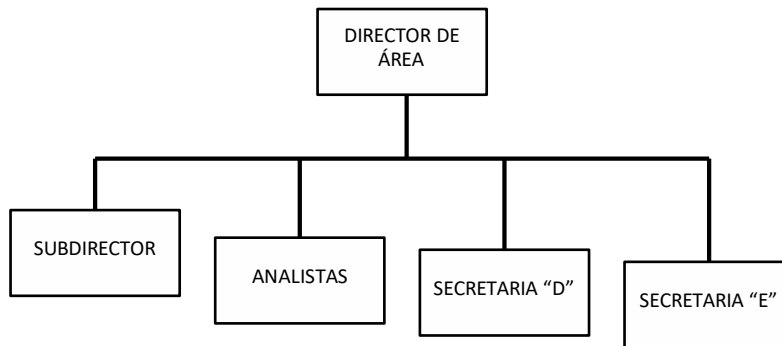 DIRECTOR DE
ÁREA
SUBDIRECTOR
ANALISTAS
SECRETARIA “D”
SECRETARIA “E”